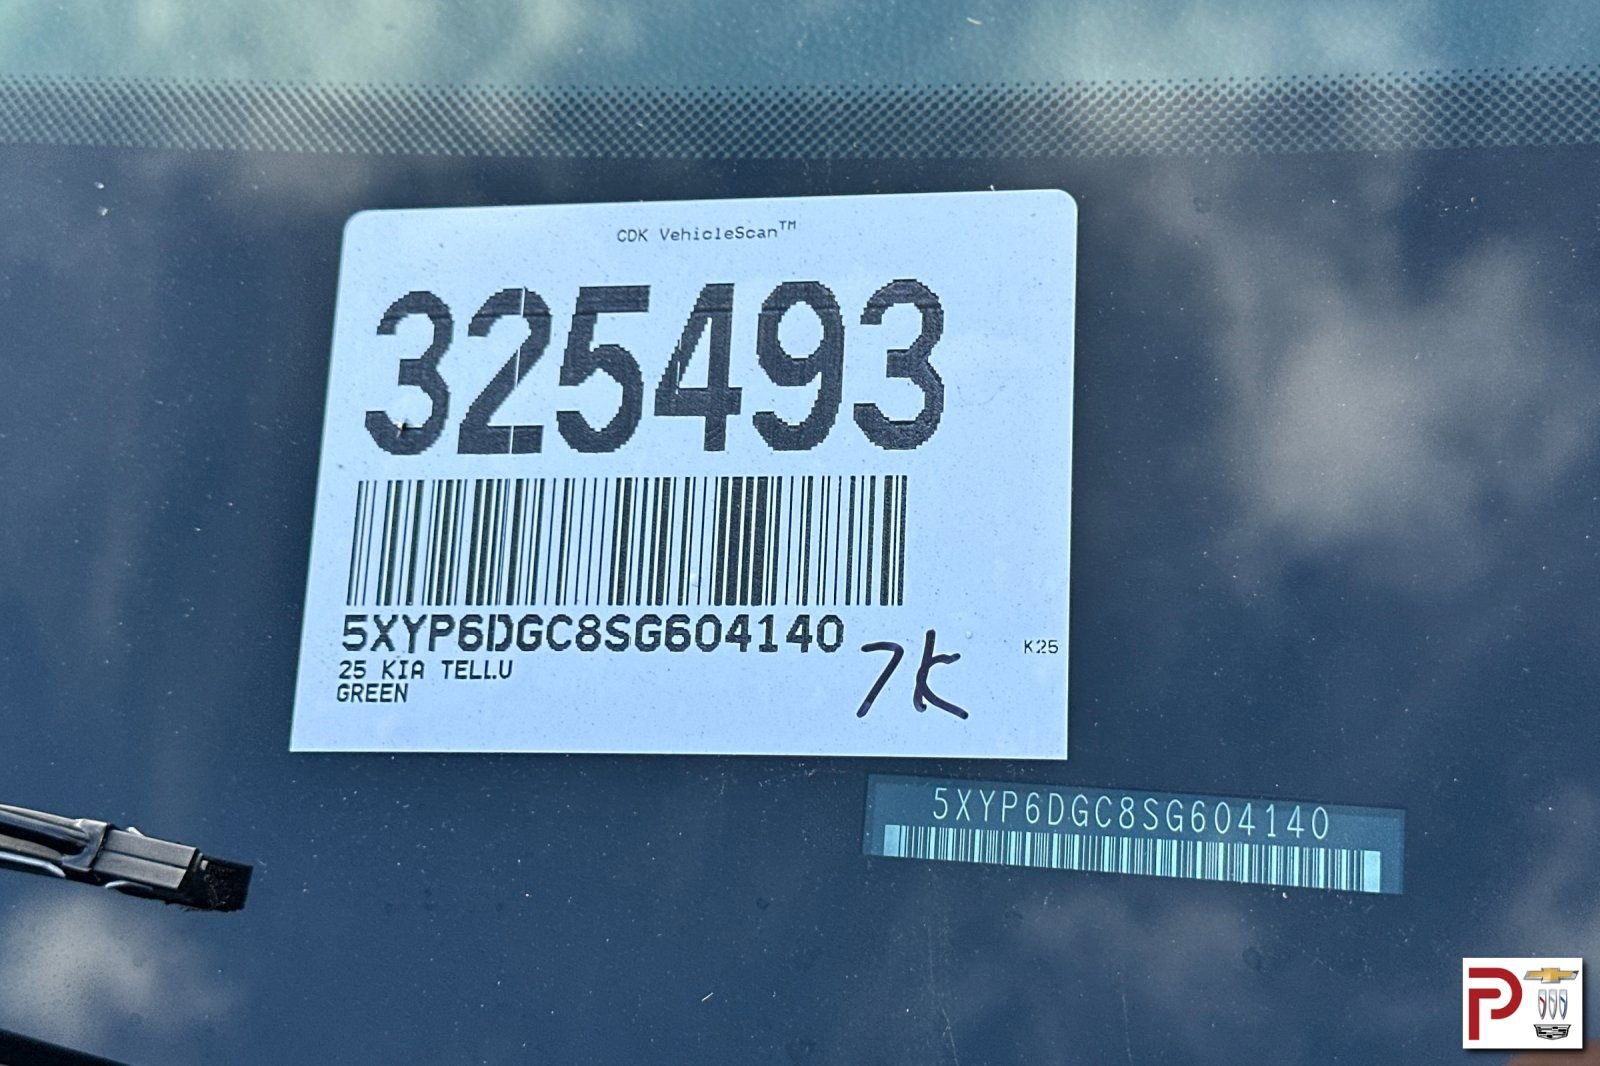 CDK VehicleScan™
325493
5XYP6DGC8SG604140
25 KIA TELLU
GREEN
7K
K25
5XYP6DGC8SG604140
P